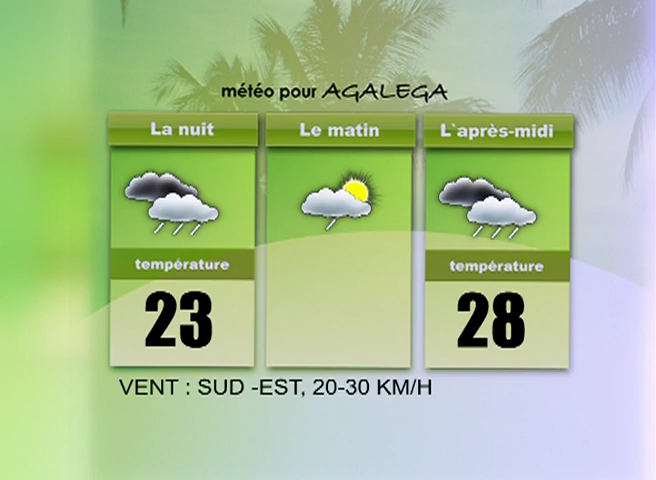 météo pour AGALEGA
La nuit
Le matin
L`après-midi
température
température
23
28
VENT : SUD -EST, 20-30 KM/H